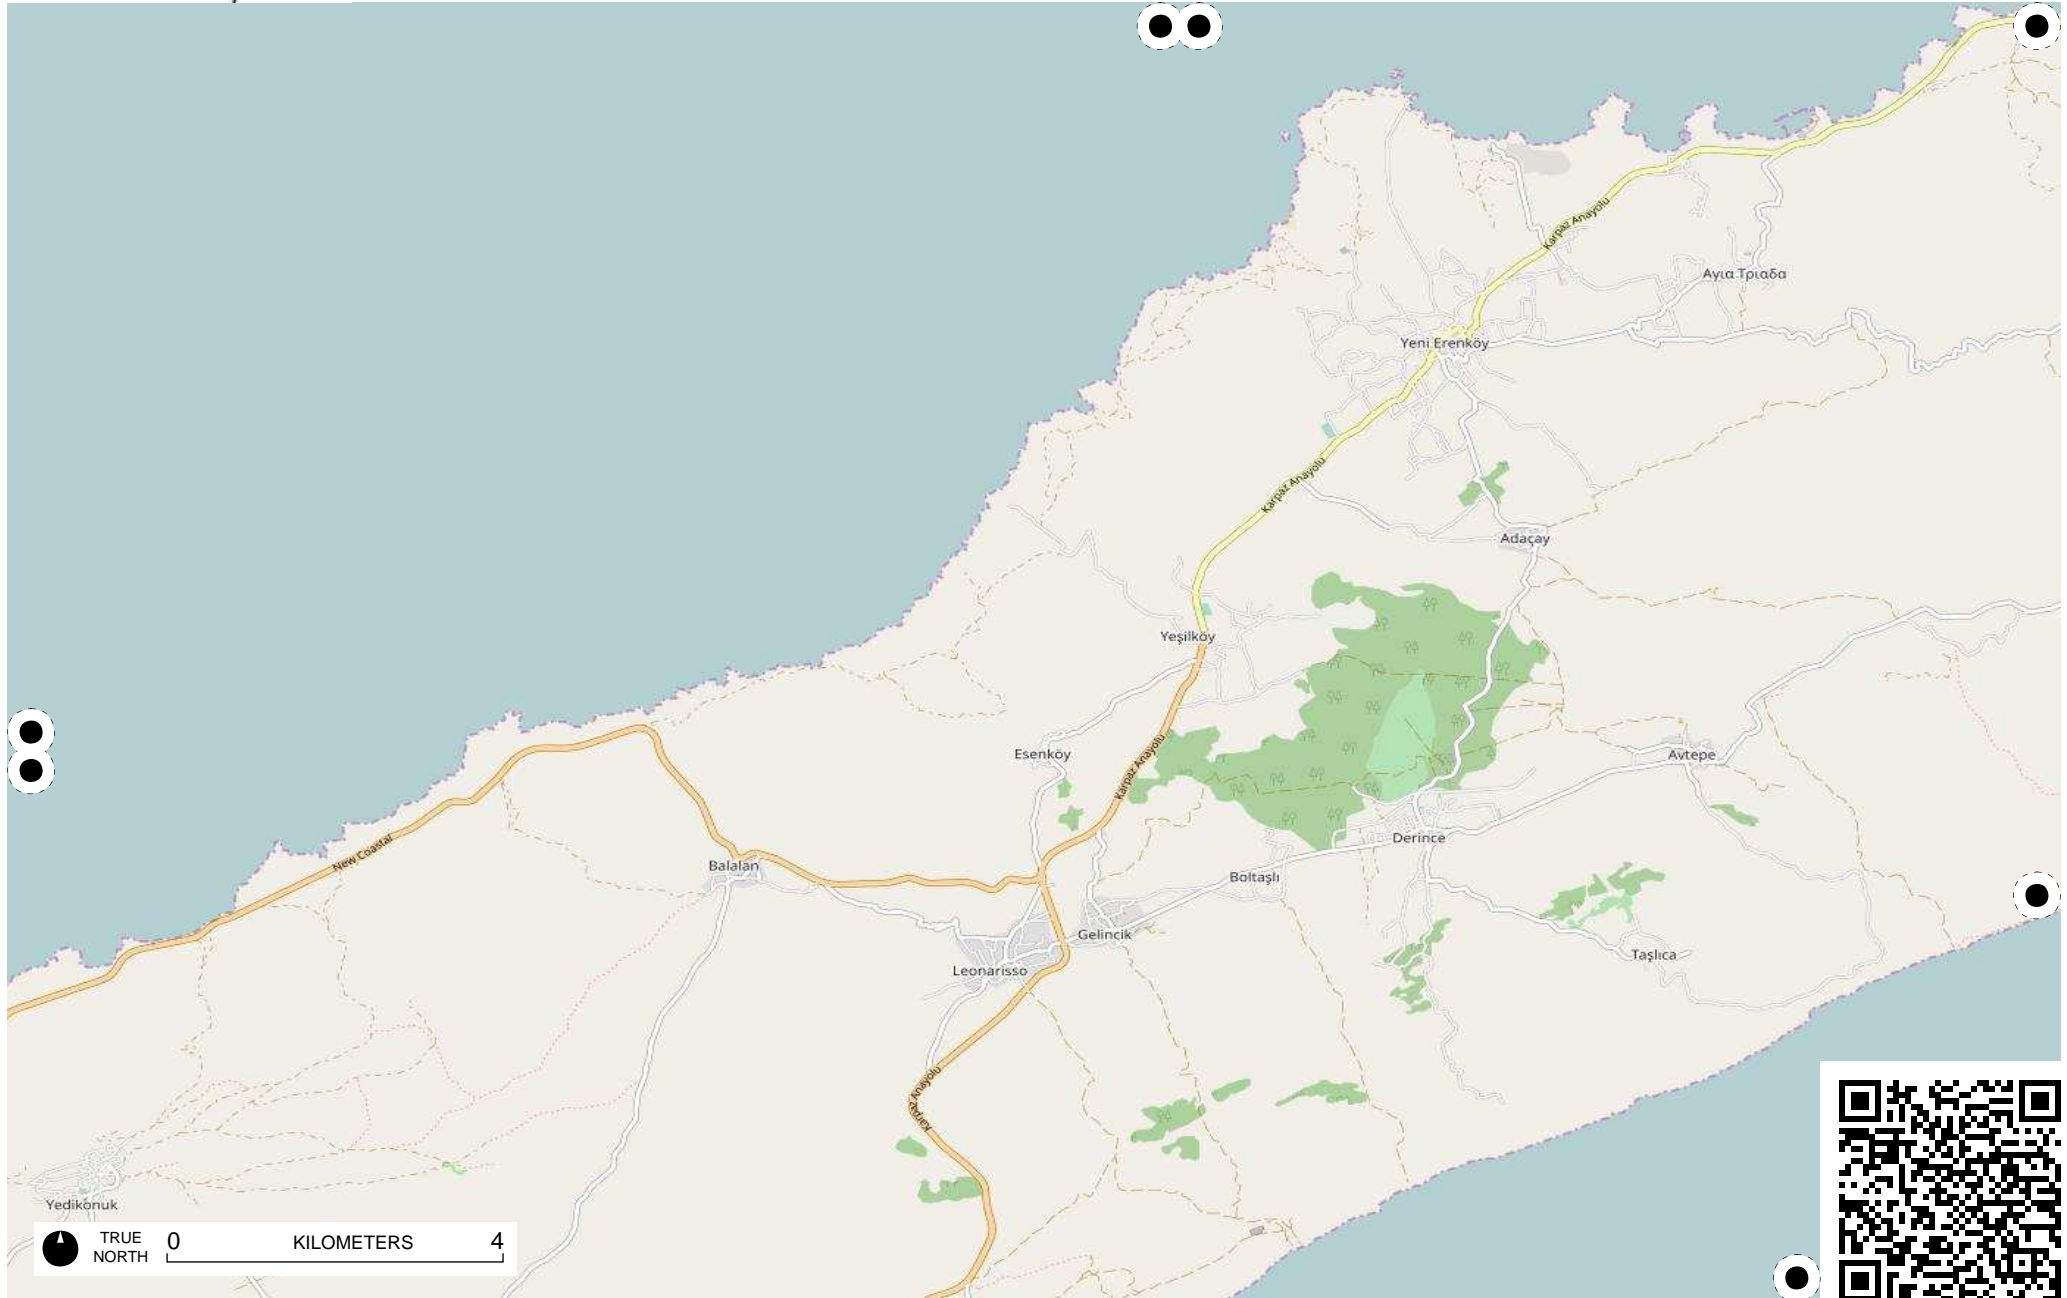 Karpaz Anayolu
Αγια Τριαδα
Yeni Erenköy
Karpaz Anayolu
Adaçay
Yeşilköy
Esenköy
Karpaz Anayolu
Avtepe
Derince
New Coastal
Balalan
Boltaşlı
Gelincik
Taşlıca
Leonarisso
Karpaz Anayolu
Yedikonuk
TRUE
NORTH
0 KILOMETERS 4